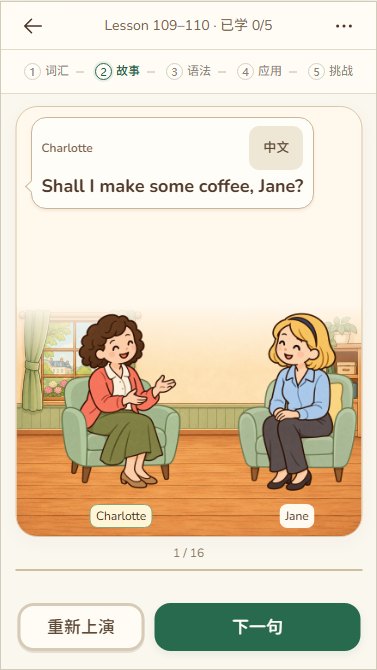 Lesson 109–110 · 已学 0/5
1 词汇 – 2 故事 – 3 语法 – 4 应用 – 5 挑战
Charlotte
中文
Shall I make some coffee, Jane?
Charlotte
Jane
1 / 16
重新上演
下一句